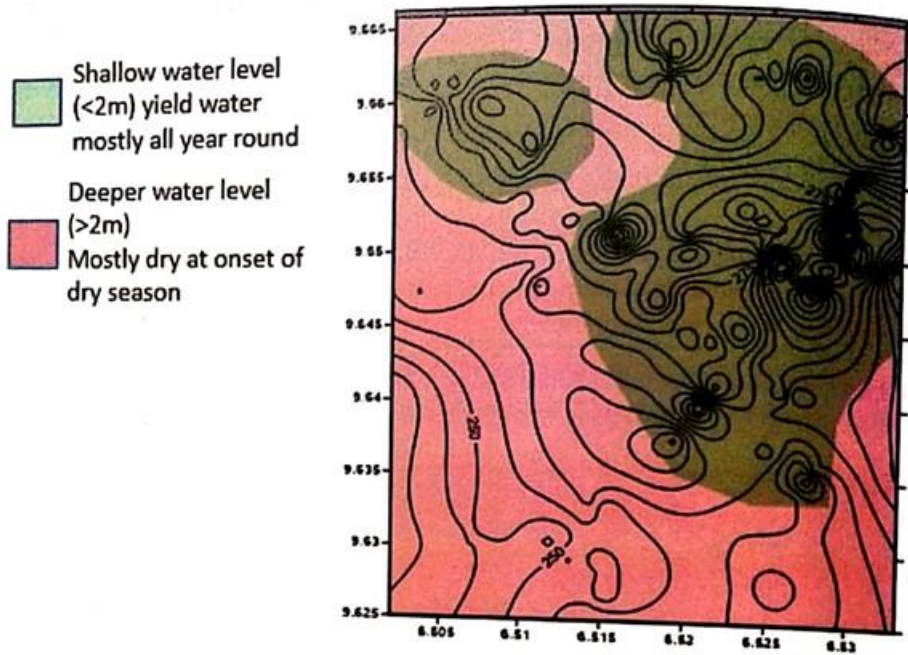 Shallow water level
(<2m) yield water
mostly all year round
Deeper water level
(>2m)
Mostly dry at onset of
dry season
9.665
9.66
9.655
9.65
9.645
9.64
9.635
9.63
9.625
250
250
6.505
6.51
6.515
6.52
6.525
6.53